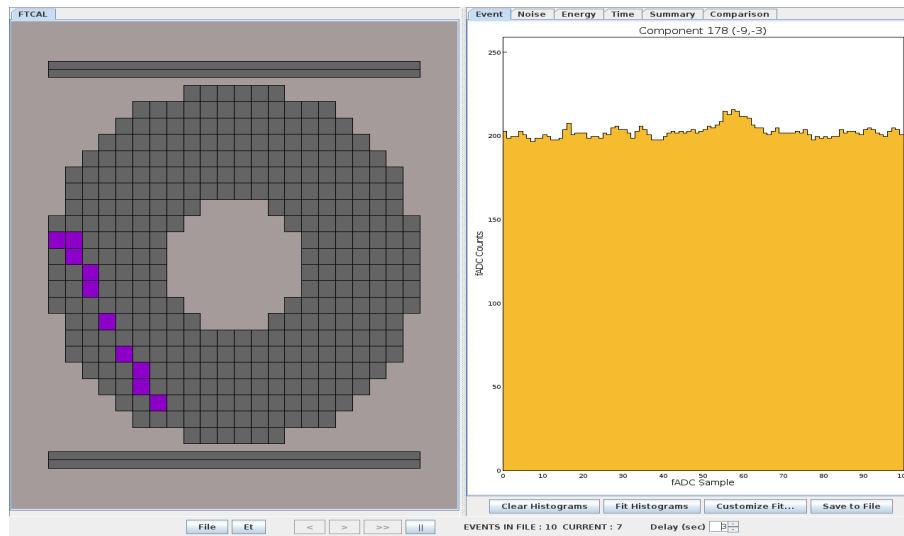 FTCAL
Event Noise Energy Time Summary Comparison
Component 178 (-9,-3)
250
200
150
100
50
0
fADC Counts
0 10 20 30 40 50 60 70 80 90 100
fADC Sample
Clear Histograms Fit Histograms Customize Fit... Save to File
File Et < > >> || EVENTS IN FILE : 10 CURRENT : 7 Delay (sec) 3